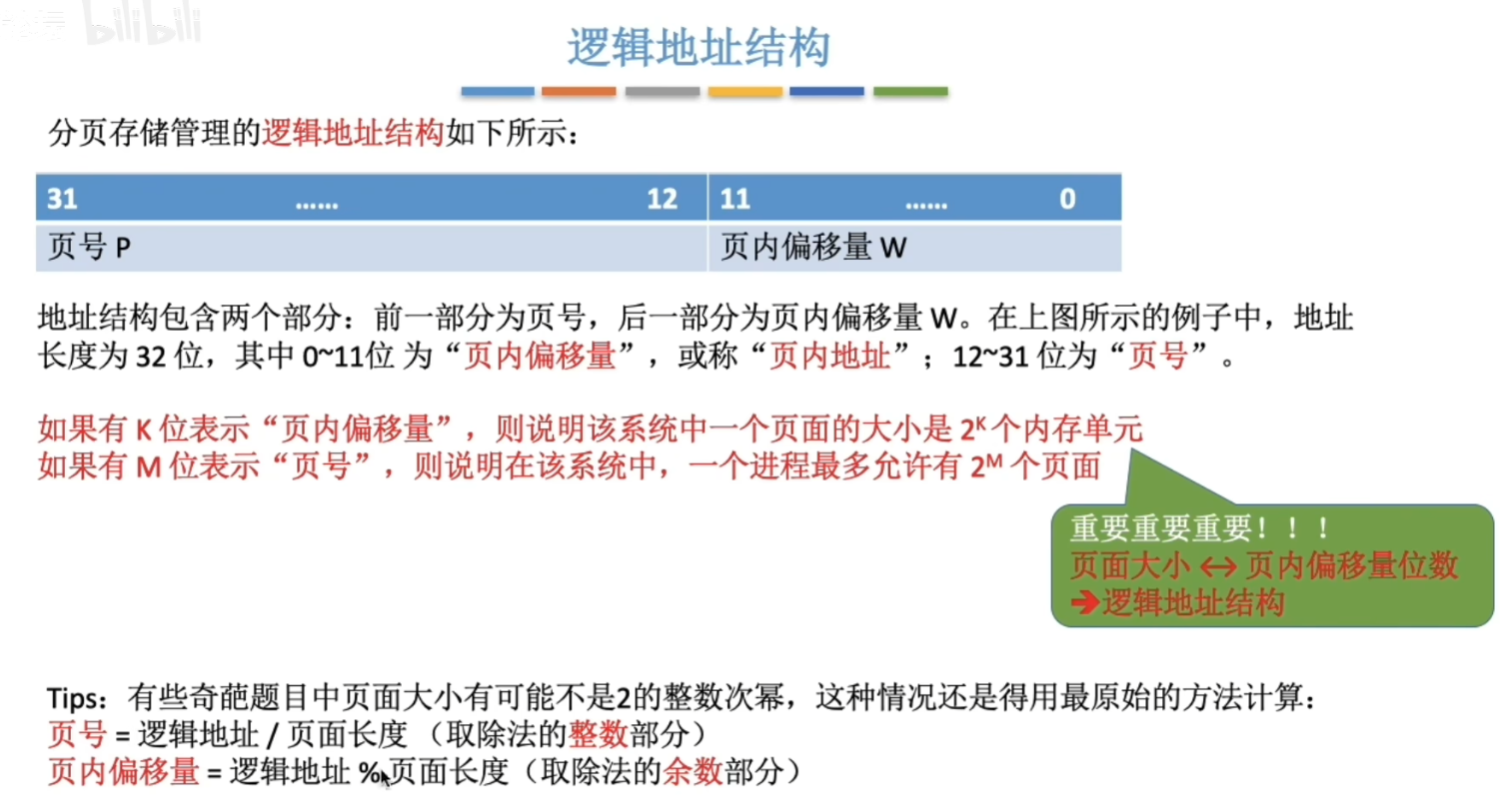 bilibili
逻辑地址结构
分页存储管理的逻辑地址结构如下所示：
31 …… 12 11 …… 0
页号 P 页内偏移量 W
地址结构包含两个部分：前一部分为页号，后一部分为页内偏移量 W。在上图所示的例子中，地址
长度为 32 位，其中 0~11位 为“页内偏移量”，或称“页内地址”；12~31 位为“页号”。
如果有 K 位表示“页内偏移量”，则说明该系统中一个页面的大小是 2ᴷ 个内存单元
如果有 M 位表示“页号”，则说明在该系统中，一个进程最多允许有 2ᴹ 个页面
重要重要重要！！！
页面大小 ↔ 页内偏移量位数
➔逻辑地址结构
Tips：有些奇葩题目中页面大小有可能不是2的整数次幂，这种情况还是得用最原始的方法计算：
页号 = 逻辑地址 / 页面长度 （取除法的整数部分）
页内偏移量 = 逻辑地址 % 页面长度（取除法的余数部分）